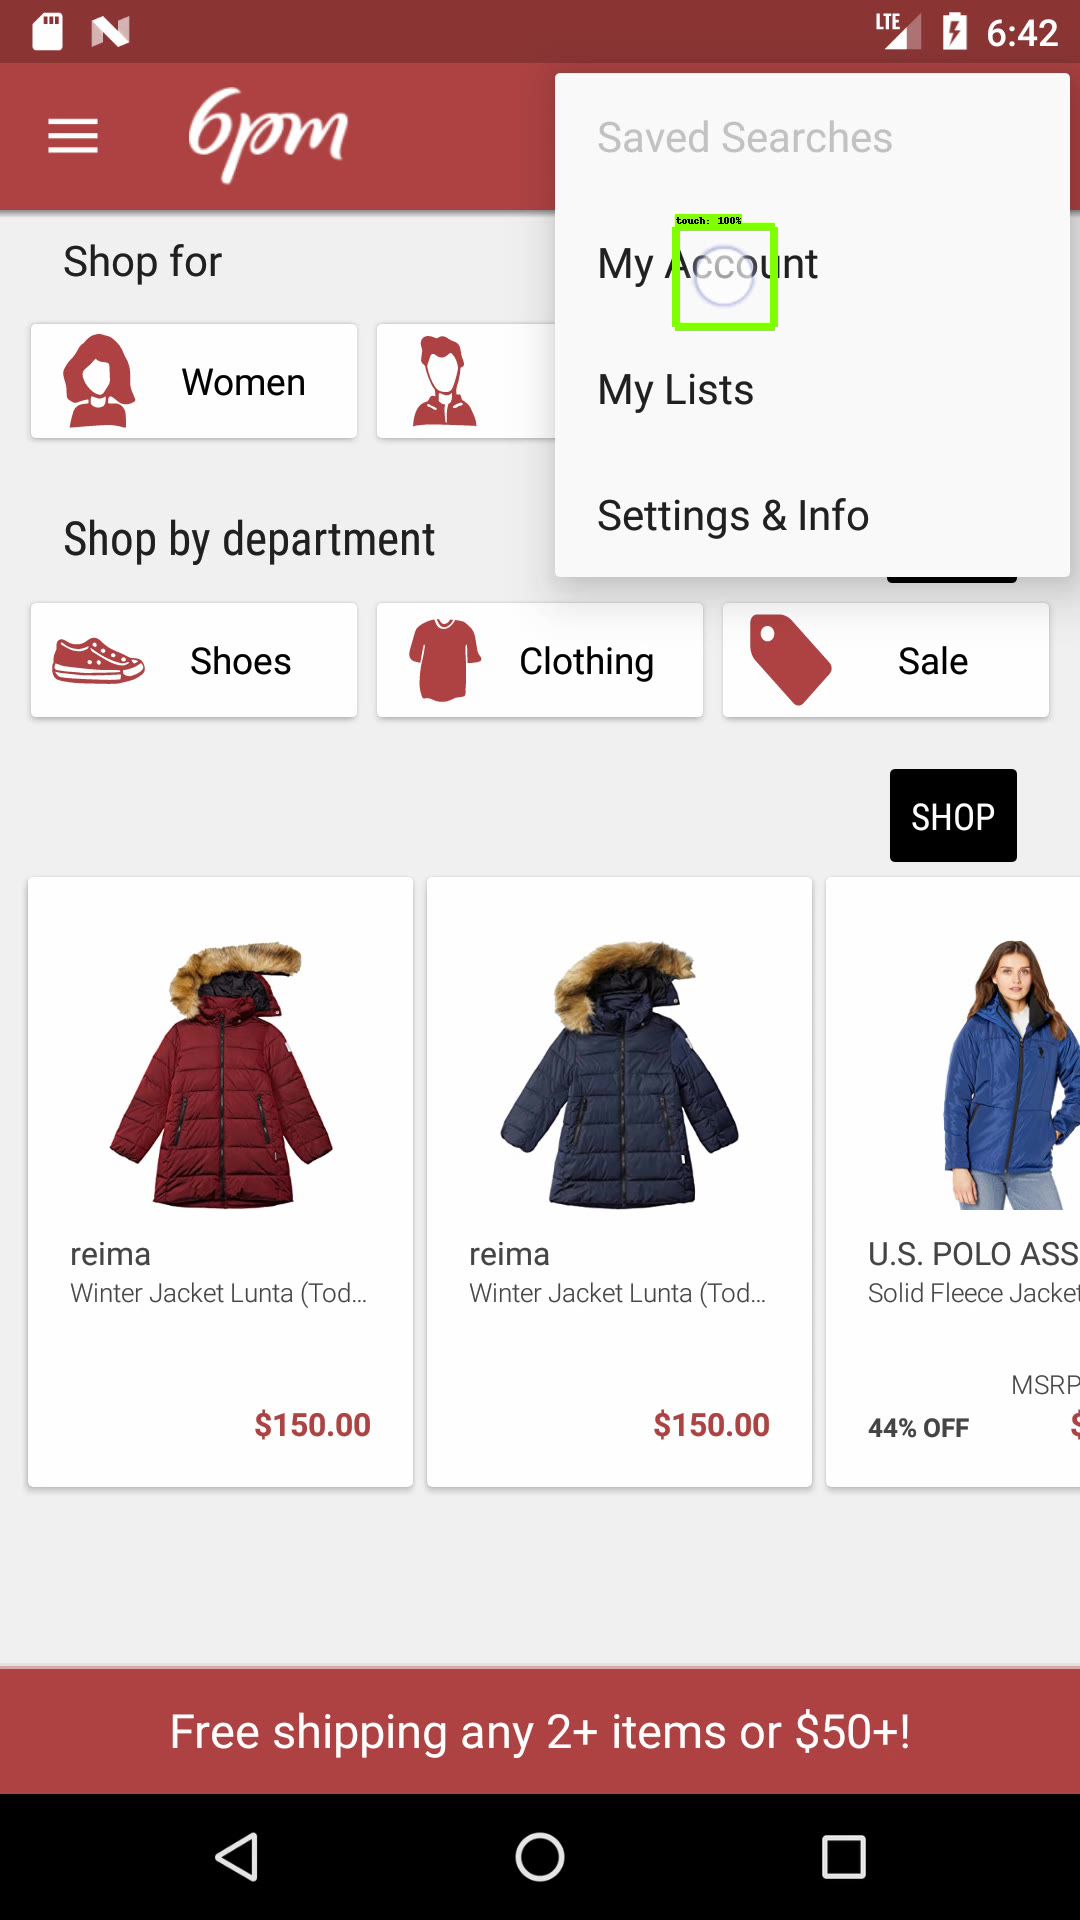 LTE 6:42
6pm
Saved Searches
touch: 100%
My Account
My Lists
Settings & Info
Shop for
Women
Shop by department
Shoes
Clothing
Sale
SHOP
reima
Winter Jacket Lunta (Tod...
$150.00
reima
Winter Jacket Lunta (Tod...
$150.00
U.S. POLO ASS
Solid Fleece Jacket
MSRP
44% OFF
$
Free shipping any 2+ items or $50+!